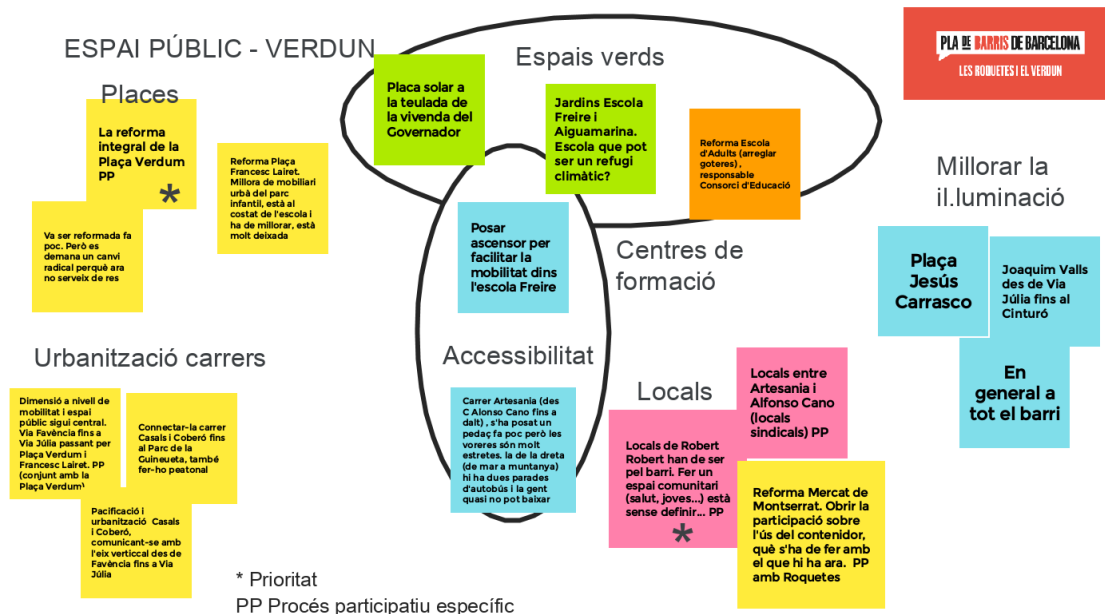 ESPAI PÚBLIC - VERDUN
Places
La reforma
integral de la
Plaça Verdum
PP
*
Reforma Plaça
Francesc Lairet.
Millora de mobiliari
urbà del parc
infantil, està al
costat de l'escola i
ha de millorar, està
molt deixada
Va ser reformada fa
poc. Però es
demana un canvi
radical perquè ara
no serveix de res
Espais verds
Placa solar a
la teulada de
la vivenda del
Governador
Jardins Escola
Freire i
Aiguamarina.
Escola que pot
ser un refugi
climàtic?
Reforma Escola
d'Adults (arreglar
goteres) ,
responsable
Consorci d'Educació
Posar
ascensor per
facilitar la
mobilitat dins
l'escola Freire
Centres de
formació
PLA DE BARRIS DE BARCELONA
LES ROQUETES I EL VERDUN
Millorar la
il.luminació
Plaça
Jesús
Carrasco
Joaquim Valls
des de Via
Júlia fins al
Cinturó
En
general a
tot el barri
Urbanització carrers
Dimensió a nivell de
mobilitat i espai
públic sigui central.
Via Favència fins a
Via Júlia passant per
Plaça Verdum i
Francesc Lairet. PP
(conjunt amb la
Plaça Verdum)
Connectar-la carrer
Casals i Coberó fins
al Parc de la
Guineueta, també
fer-ho peatonal
Pacificació i
urbanització Casals
i Coberó,
comunicant-se amb
l'eix verticcal des de
Favència fins a Via
Júlia
Accessibilitat
Carrer Artesania (des
C Alonso Cano fins a
dalt) , s'ha posat un
pedaç fa poc però les
voreres són molt
estretes. la de la dreta
(de mar a muntanya)
hi ha dues parades
d'autobús i la gent
quasi no pot baixar
Locals
Locals entre
Artesania i
Alfonso Cano
(locals
sindicals) PP
Locals de Robert
Robert han de ser
pel barri. Fer un
espai comunitari
(salut, joves...) està
sense definir... PP
*
Reforma Mercat de
Montserrat. Obrir la
participació sobre
l'ús del contenidor,
què s'ha de fer amb
el que hi ha ara. PP
amb Roquetes
* Prioritat
PP Procés participatiu específic